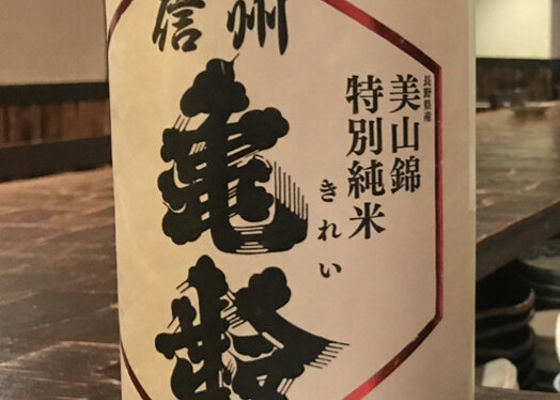 信州
亀齢
きれい
長野県産
美山錦
特別純米